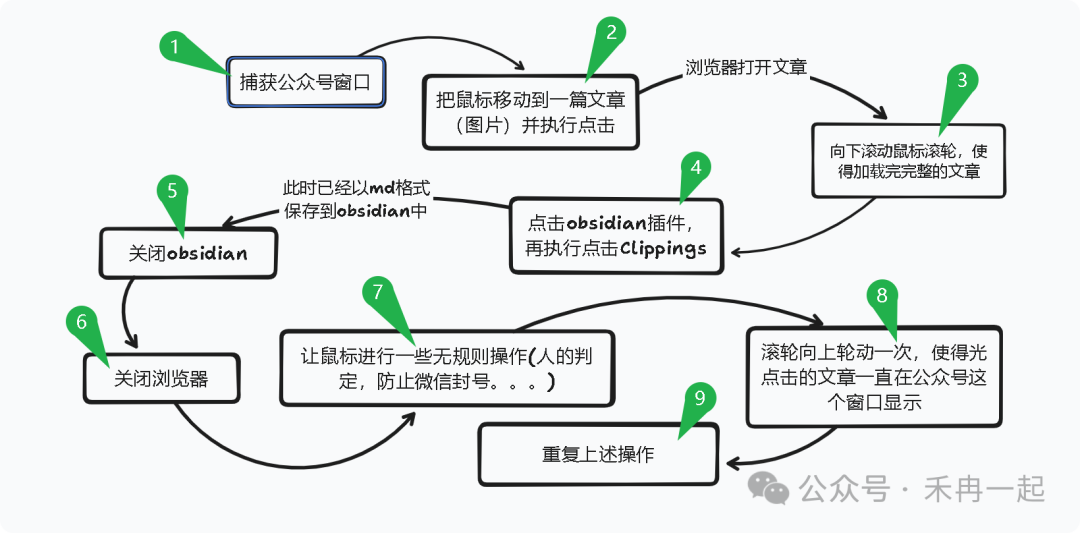 1
捕获公众号窗口
2
把鼠标移动到一篇文章
（图片）并执行点击
浏览器打开文章
3
向下滚动鼠标滚轮，使
得加载完完整的文章
4
点击obsidian插件，
再执行点击Clippings
此时已经以md格式
保存到obsidian中
5
关闭obsidian
6
关闭浏览器
7
让鼠标进行一些无规则操作(人的判
定，防止微信封号。。。)
8
滚轮向上轮动一次，使得光
点击的文章一直在公众号这
个窗口显示
9
重复上述操作
公众号 · 禾冉一起